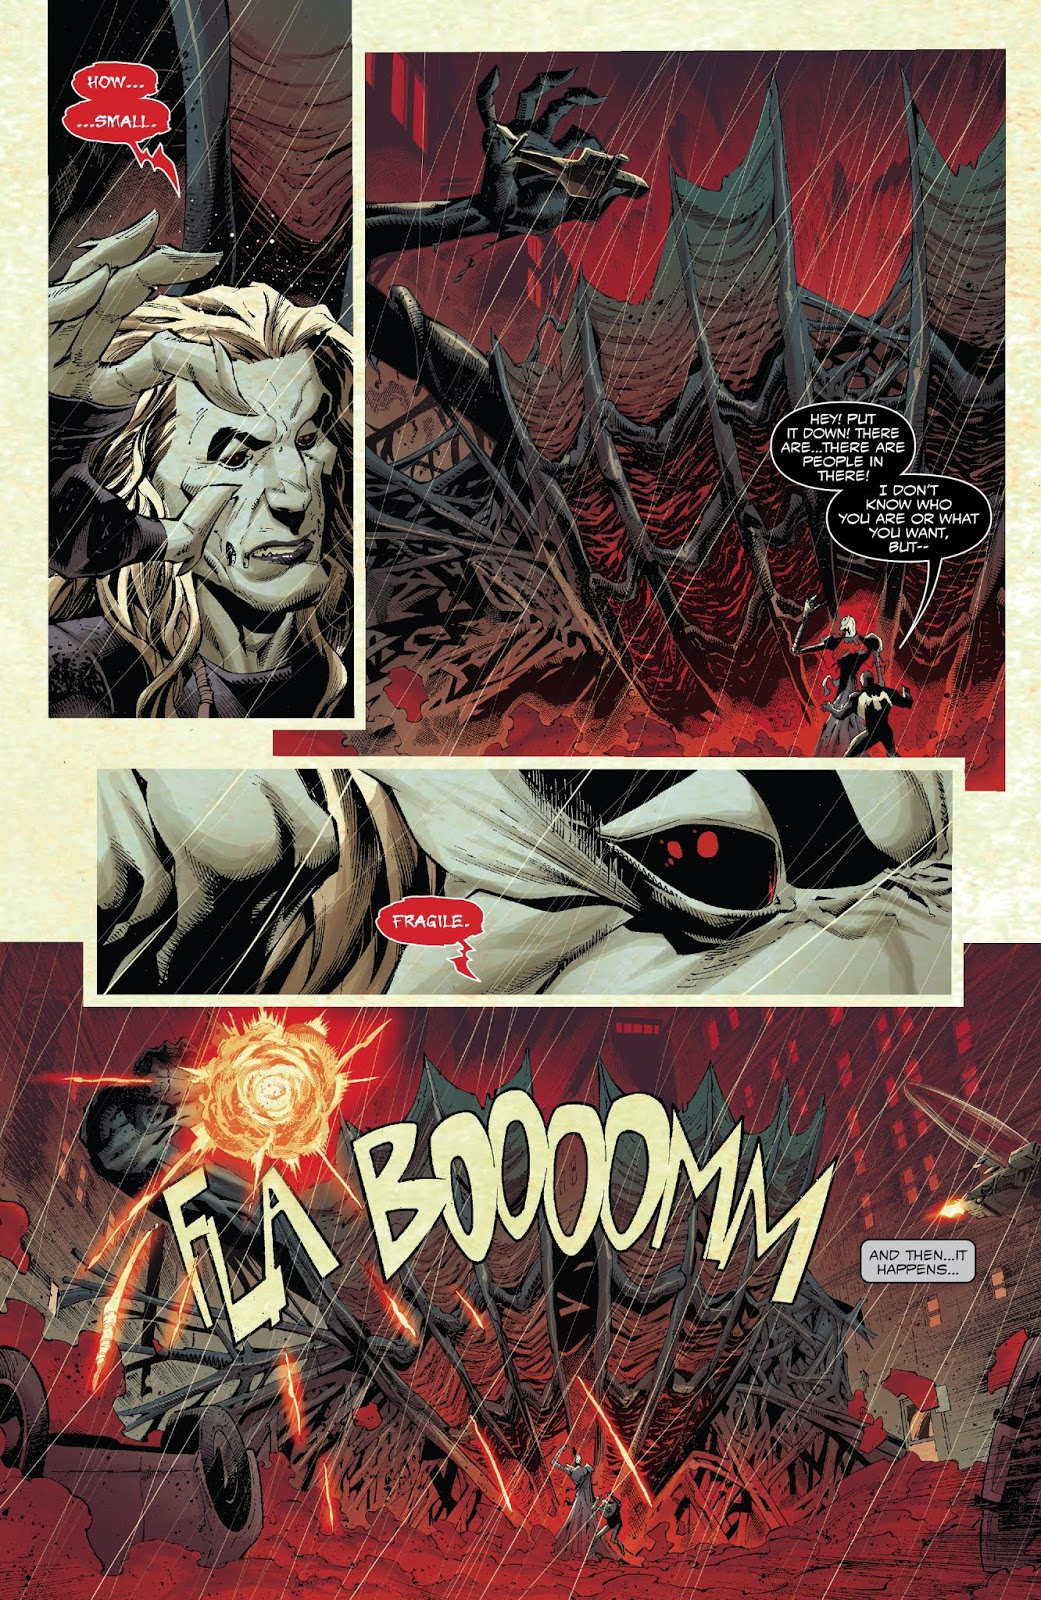 HOW...
...SMALL.
HEY! PUT
IT DOWN! THERE
ARE...THERE ARE
PEOPLE IN
THERE!
I DON'T
KNOW WHO
YOU ARE OR WHAT
YOU WANT,
BUT--
FRAGILE.
FLA BOOOOOMM
AND THEN...IT
HAPPENS...